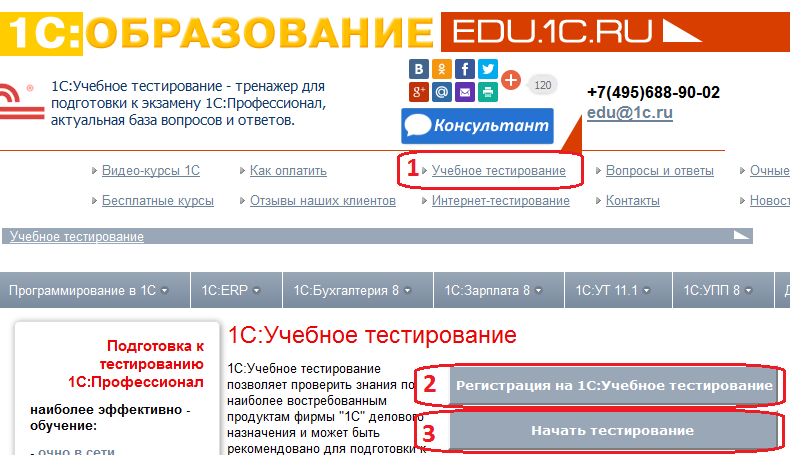 1С:ОБРАЗОВАНИЕ EDU.1C.RU
1С:Учебное тестирование - тренажер для
подготовки к экзамену 1С:Профессионал,
актуальная база вопросов и ответов.
120
Консультант
+7(495)688-90-02
edu@1c.ru
1
Видео-курсы 1С Как оплатить Учебное тестирование Вопросы и ответы Очные
Бесплатные курсы Отзывы наших клиентов Интернет-тестирование Контакты Новост
Учебное тестирование
Программирование в 1С 1С:ERP 1С:Бухгалтерия 8 1С:Зарплата 8 1С:УТ 11.1 1С:УПП 8
Подготовка к
тестированию
1С:Профессионал
наиболее эффективно -
обучение:
- очно в сети
1С:Учебное тестирование
1С:Учебное тестирование
позволяет проверить знания по
наиболее востребованным
продуктам фирмы "1С" делового
назначения и может быть
рекомендовано для подготовки к
2 Регистрация на 1С:Учебное тестирование
3 Начать тестирование